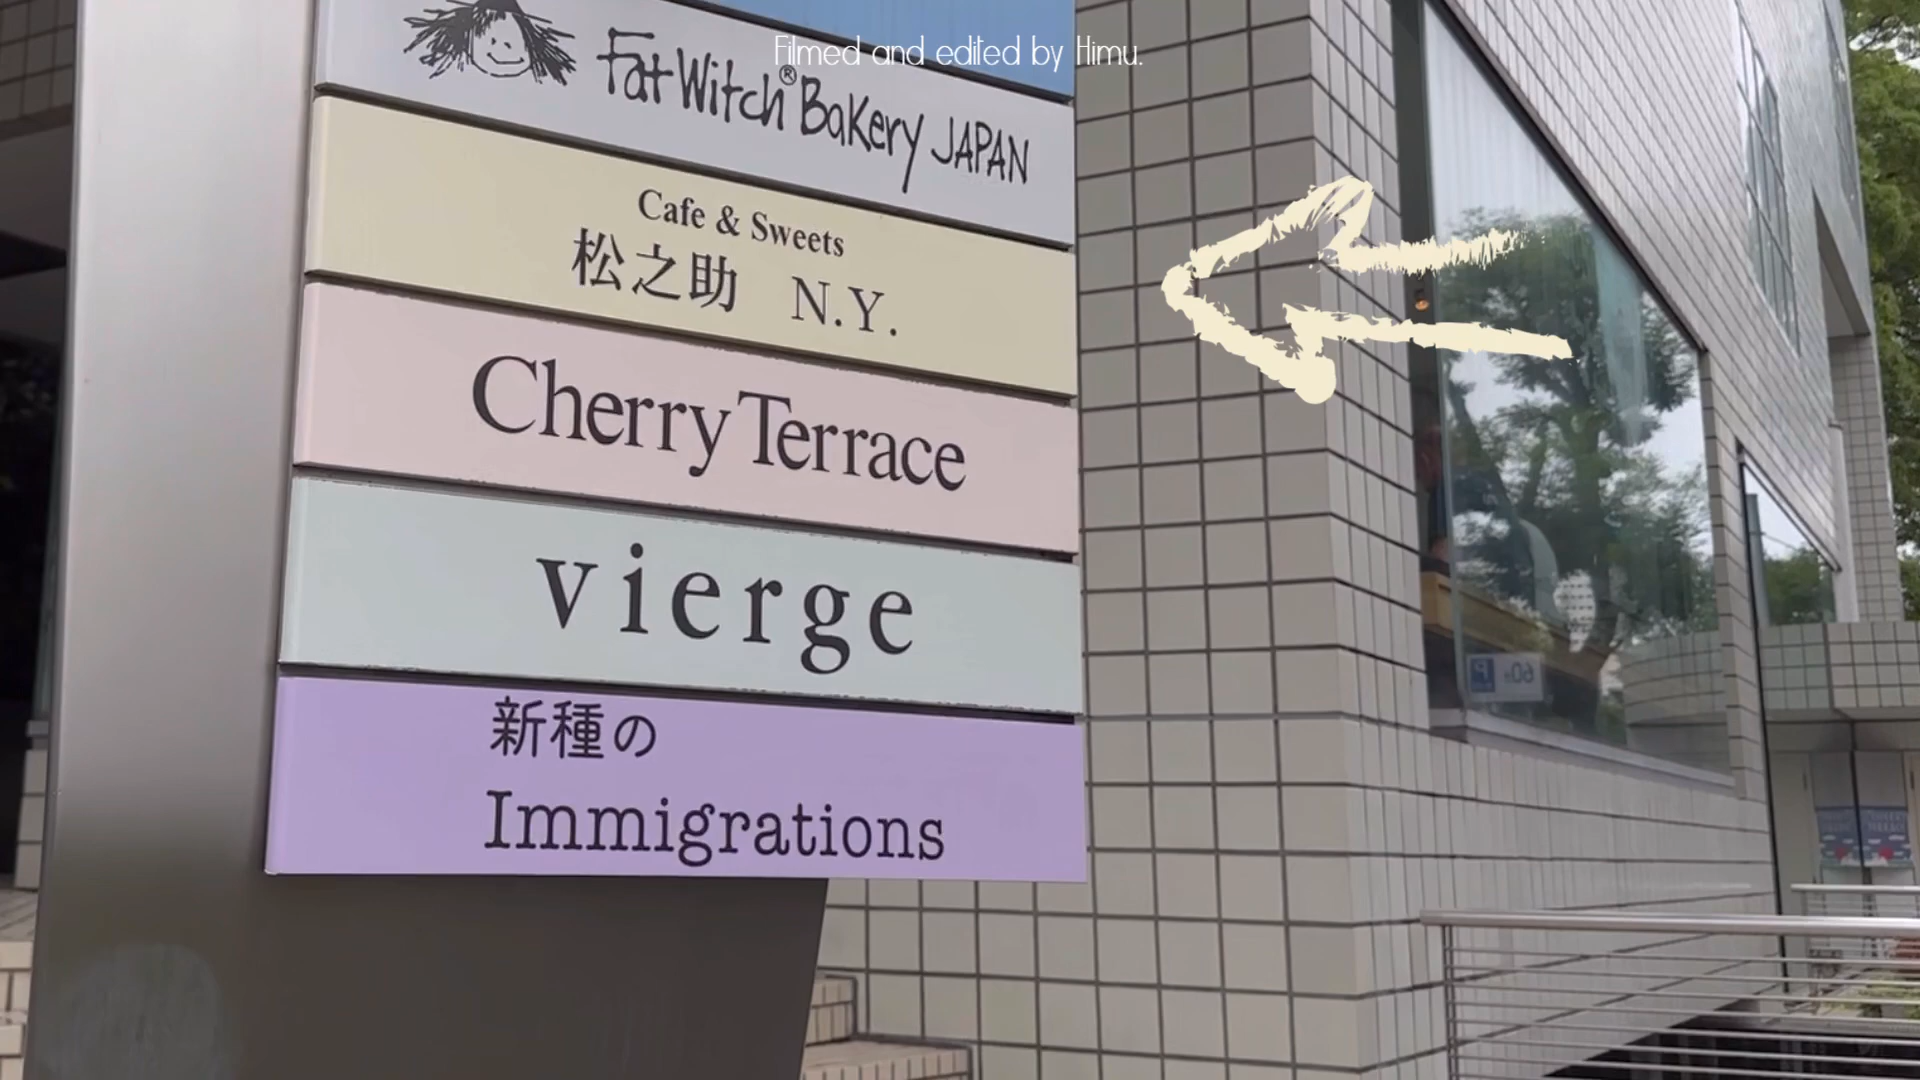 Filmed and edited by Himu.
Fat Witch® Bakery JAPAN
Cafe & Sweets
松之助 N.Y.
Cherry Terrace
vierge
新種の
Immigrations